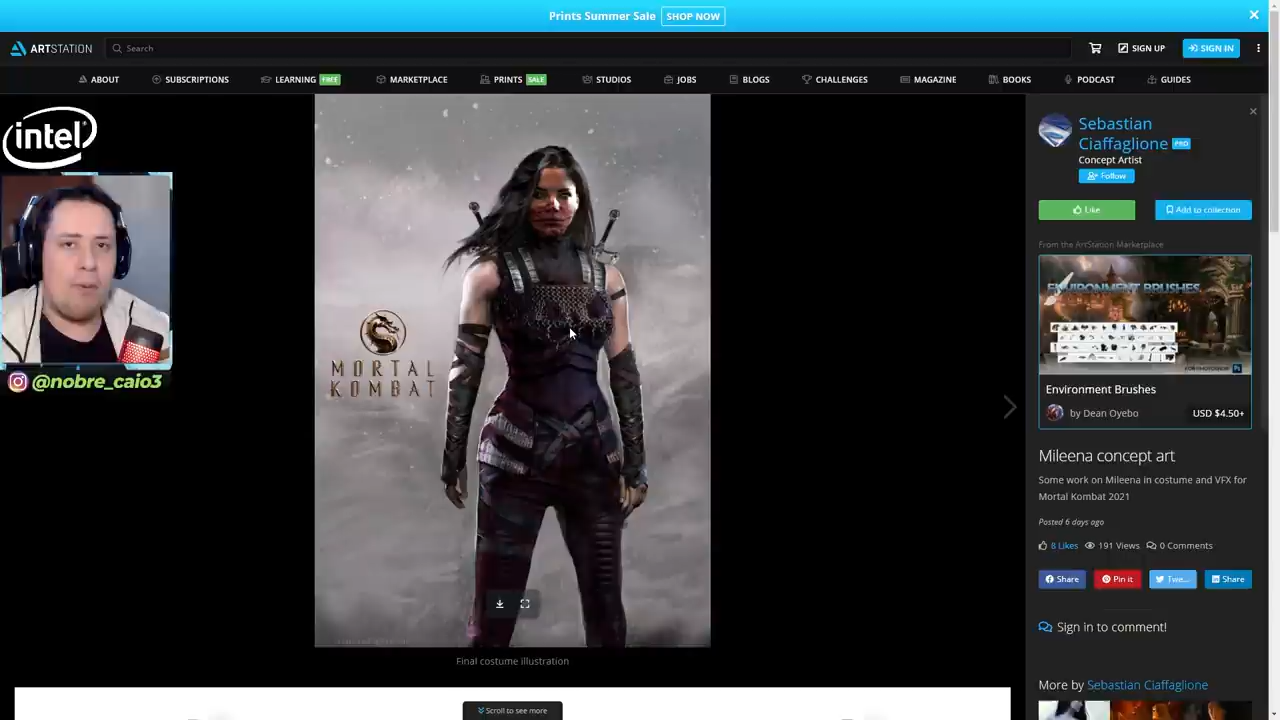 Prints Summer Sale SHOP NOW
ARTSTATION
Search
SIGN UP
SIGN IN
ABOUT
SUBSCRIPTIONS
LEARNING FREE
MARKETPLACE
PRINTS SALE
STUDIOS
JOBS
BLOGS
CHALLENGES
MAGAZINE
BOOKS
PODCAST
GUIDES
intel
@nobre_caio3
MORTAL
KOMBAT
Final costume illustration
Scroll to see more
Sebastian
Ciaffaglione PRO
Concept Artist
Follow
Like
Add to collection
From the ArtStation Marketplace
ENVIRONMENT BRUSHES
Environment Brushes
by Dean Oyebo
USD $4.50+
Mileena concept art
Some work on Mileena in costume and VFX for
Mortal Kombat 2021
Posted 6 days ago
8 Likes
191 Views
0 Comments
Share
Pin it
Twe...
Share
Sign in to comment!
More by Sebastian Ciaffaglione